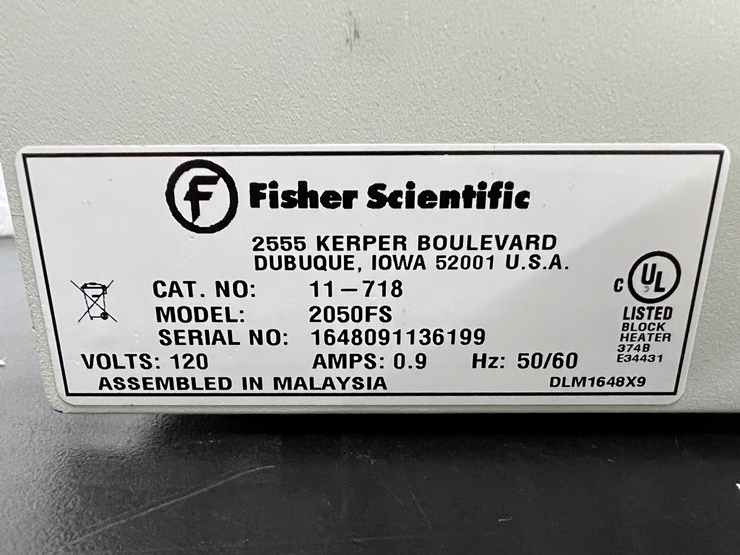 F Fisher Scientific
2555 KERPER BOULEVARD
DUBUQUE, IOWA 52001 U.S.A.
CAT. NO: 11-718
MODEL: 2050FS
SERIAL NO: 1648091136199
VOLTS: 120 AMPS: 0.9 Hz: 50/60
ASSEMBLED IN MALAYSIA
C UL
LISTED
BLOCK
HEATER
374B
E34431
DLM1648X9